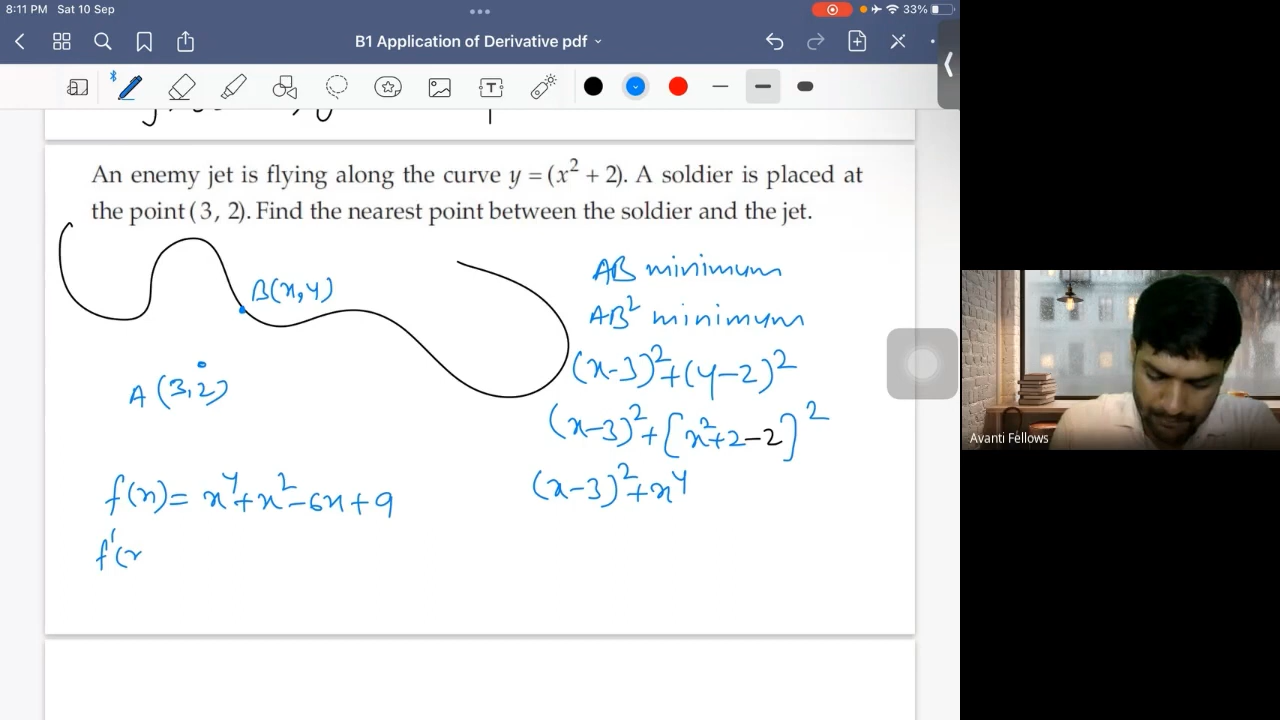 8:11 PM Sat 10 Sep
33%
B1 Application of Derivative pdf
T
An enemy jet is flying along the curve y = (x² + 2). A soldier is placed at
the point (3, 2). Find the nearest point between the soldier and the jet.
B(x,y)
A (3,2)
AB minimum
AB² minimum
(x-3)²+(y-2)²
(x-3)²+[x²+2-2]²
(x-3)²+x⁴
f(x)= x⁴+x²-6x+9
f'(x
Avanti Fellows